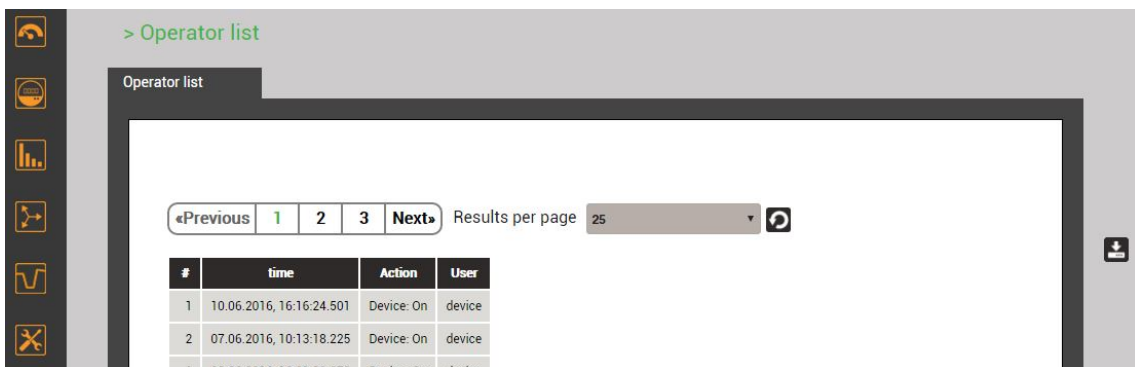 > Operator list
Operator list
«Previous 1 2 3 Next» Results per page 25
# time Action User
1 10.06.2016, 16:16:24.501 Device: On device
2 07.06.2016, 10:13:18.225 Device: On device